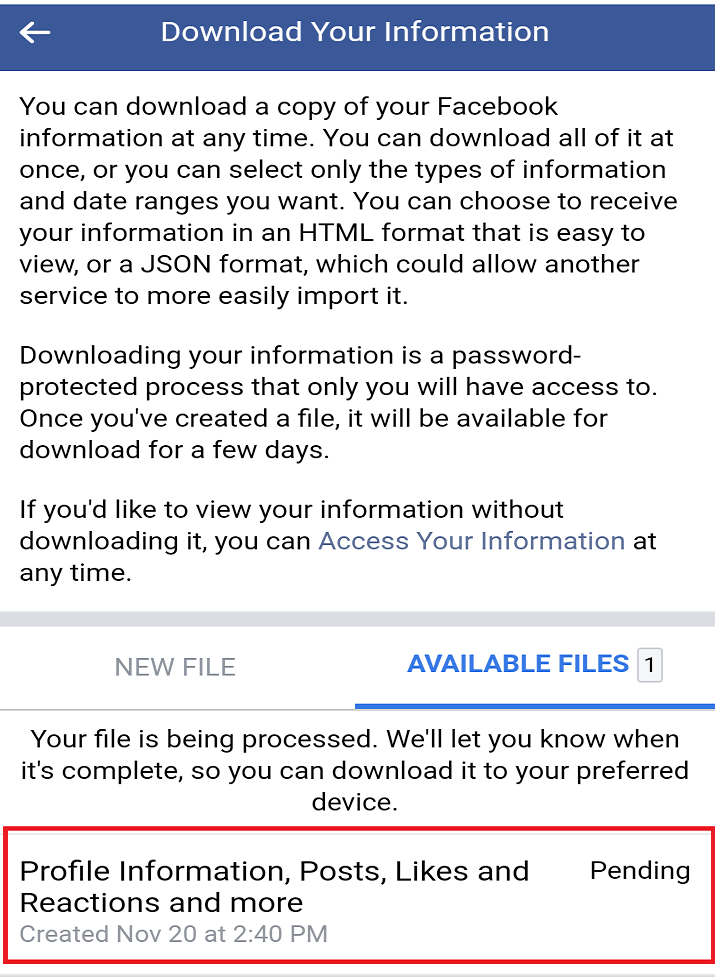 Download Your Information
You can download a copy of your Facebook
information at any time. You can download all of it at
once, or you can select only the types of information
and date ranges you want. You can choose to receive
your information in an HTML format that is easy to
view, or a JSON format, which could allow another
service to more easily import it.
Downloading your information is a password-
protected process that only you will have access to.
Once you've created a file, it will be available for
download for a few days.
If you'd like to view your information without
downloading it, you can Access Your Information at
any time.
NEW FILE AVAILABLE FILES 1
Your file is being processed. We'll let you know when
it's complete, so you can download it to your preferred
device.
Profile Information, Posts, Likes and Pending
Reactions and more
Created Nov 20 at 2:40 PM